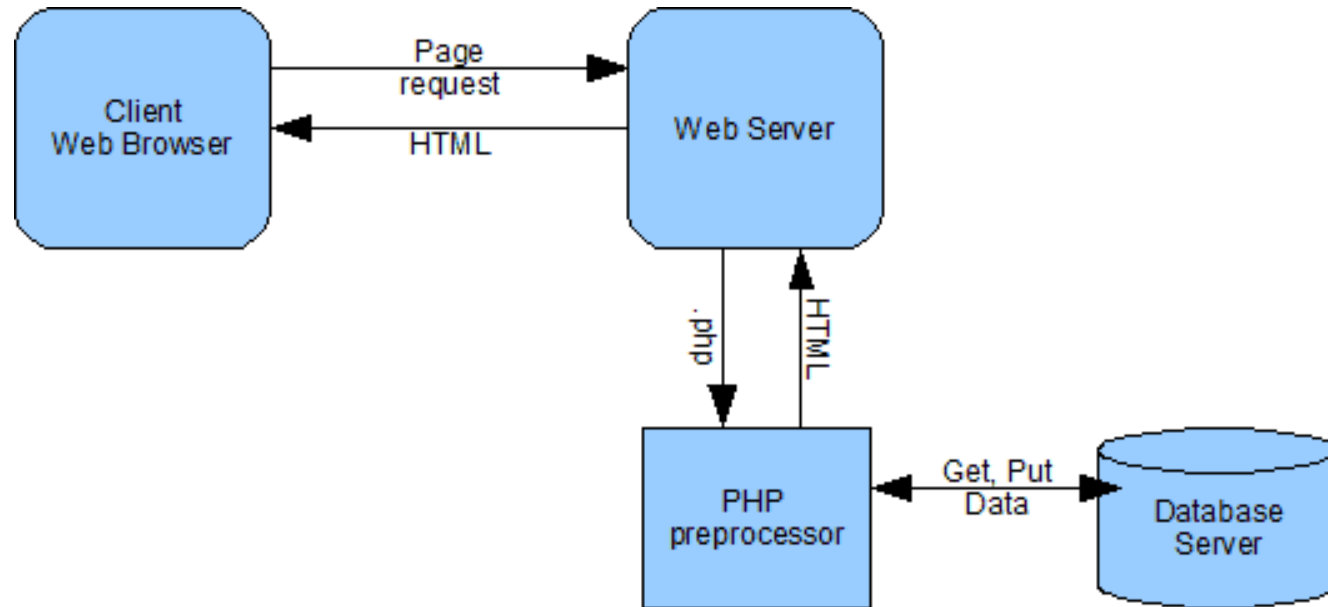 Page
request
Client
Web Browser
HTML
Web Server
.php
HTML
PHP
preprocessor
Get, Put
Data
Database
Server